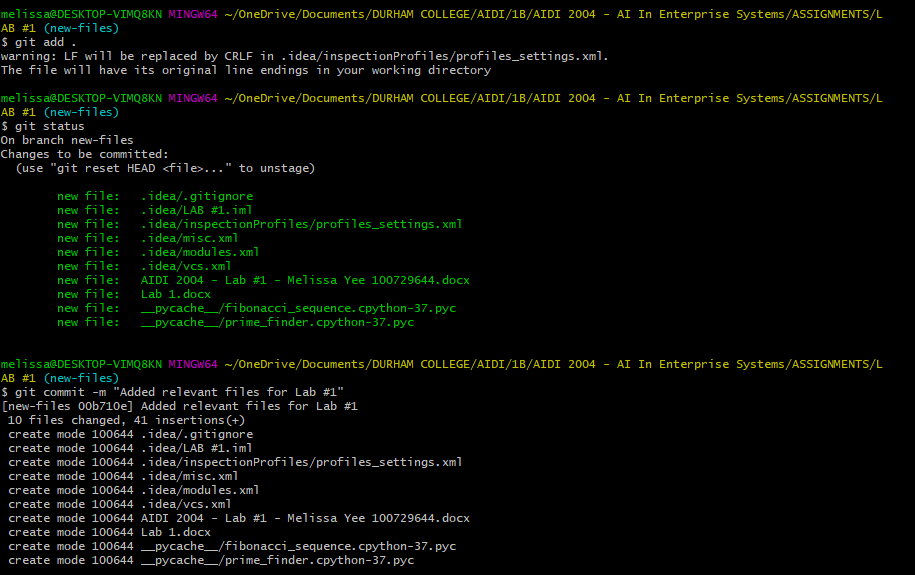 melissa@DESKTOP-VIMQ8KN MINGW64 ~/OneDrive/Documents/DURHAM COLLEGE/AIDI/1B/AIDI 2004 - AI In Enterprise Systems/ASSIGNMENTS/L
AB #1 (new-files)
$ git add .
warning: LF will be replaced by CRLF in .idea/inspectionProfiles/profiles_settings.xml.
The file will have its original line endings in your working directory
melissa@DESKTOP-VIMQ8KN MINGW64 ~/OneDrive/Documents/DURHAM COLLEGE/AIDI/1B/AIDI 2004 - AI In Enterprise Systems/ASSIGNMENTS/L
AB #1 (new-files)
$ git status
On branch new-files
Changes to be committed:
  (use "git reset HEAD <file>..." to unstage)
        new file:   .idea/.gitignore
        new file:   .idea/LAB #1.iml
        new file:   .idea/inspectionProfiles/profiles_settings.xml
        new file:   .idea/misc.xml
        new file:   .idea/modules.xml
        new file:   .idea/vcs.xml
        new file:   AIDI 2004 - Lab #1 - Melissa Yee 100729644.docx
        new file:   Lab 1.docx
        new file:   __pycache__/fibonacci_sequence.cpython-37.pyc
        new file:   __pycache__/prime_finder.cpython-37.pyc
melissa@DESKTOP-VIMQ8KN MINGW64 ~/OneDrive/Documents/DURHAM COLLEGE/AIDI/1B/AIDI 2004 - AI In Enterprise Systems/ASSIGNMENTS/L
AB #1 (new-files)
$ git commit -m "Added relevant files for Lab #1"
[new-files 00b710e] Added relevant files for Lab #1
 10 files changed, 41 insertions(+)
 create mode 100644 .idea/.gitignore
 create mode 100644 .idea/LAB #1.iml
 create mode 100644 .idea/inspectionProfiles/profiles_settings.xml
 create mode 100644 .idea/misc.xml
 create mode 100644 .idea/modules.xml
 create mode 100644 .idea/vcs.xml
 create mode 100644 AIDI 2004 - Lab #1 - Melissa Yee 100729644.docx
 create mode 100644 Lab 1.docx
 create mode 100644 __pycache__/fibonacci_sequence.cpython-37.pyc
 create mode 100644 __pycache__/prime_finder.cpython-37.pyc